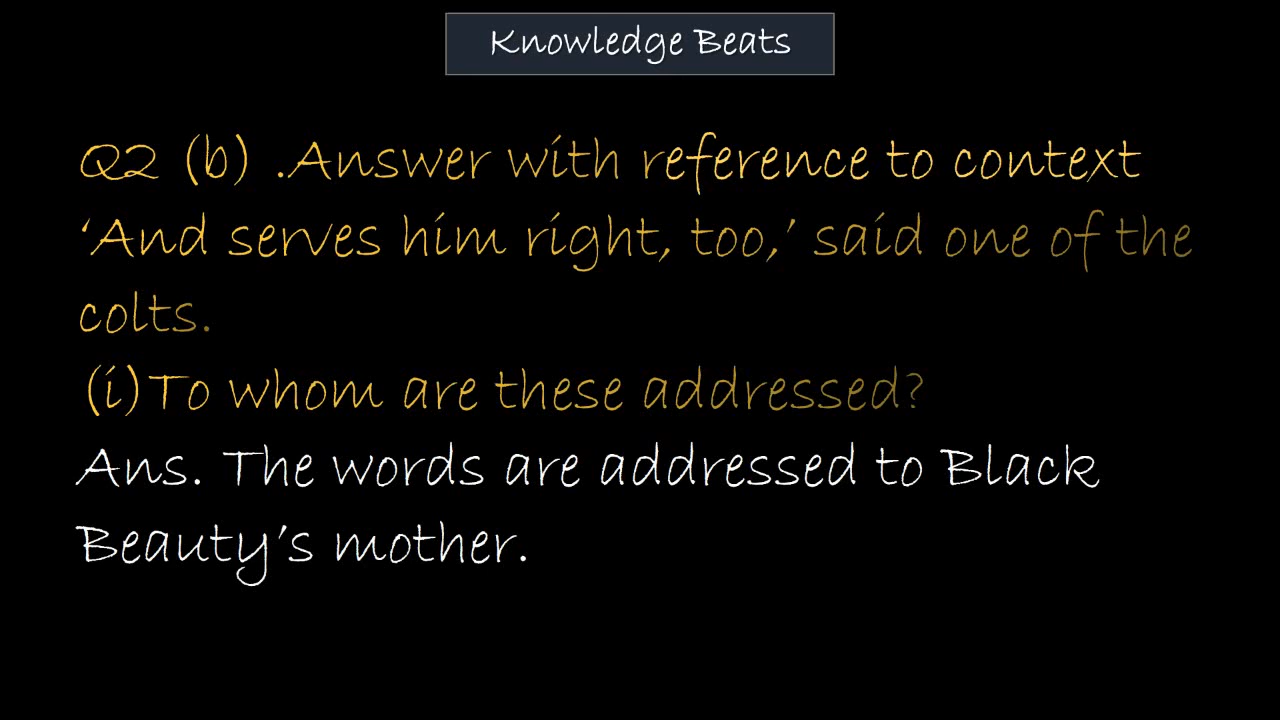 Knowledge Beats
Q2 (b) .Answer with reference to context
‘And serves him right, too,’ said one of the
colts.
(i)To whom are these addressed?
Ans. The words are addressed to Black
Beauty’s mother.